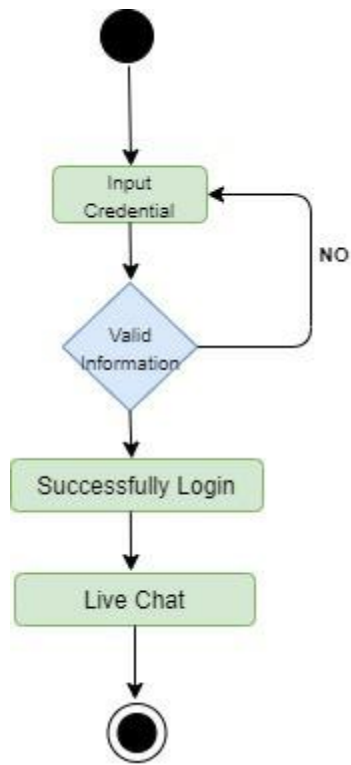 Input
Credential
NO
Valid
Information
Successfully Login
Live Chat